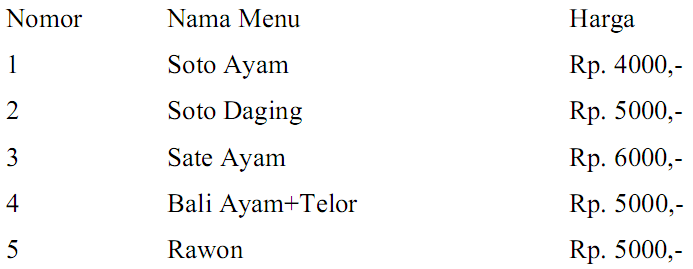 Nomor Nama Menu Harga
1 Soto Ayam Rp. 4000,-
2 Soto Daging Rp. 5000,-
3 Sate Ayam Rp. 6000,-
4 Bali Ayam+Telor Rp. 5000,-
5 Rawon Rp. 5000,-